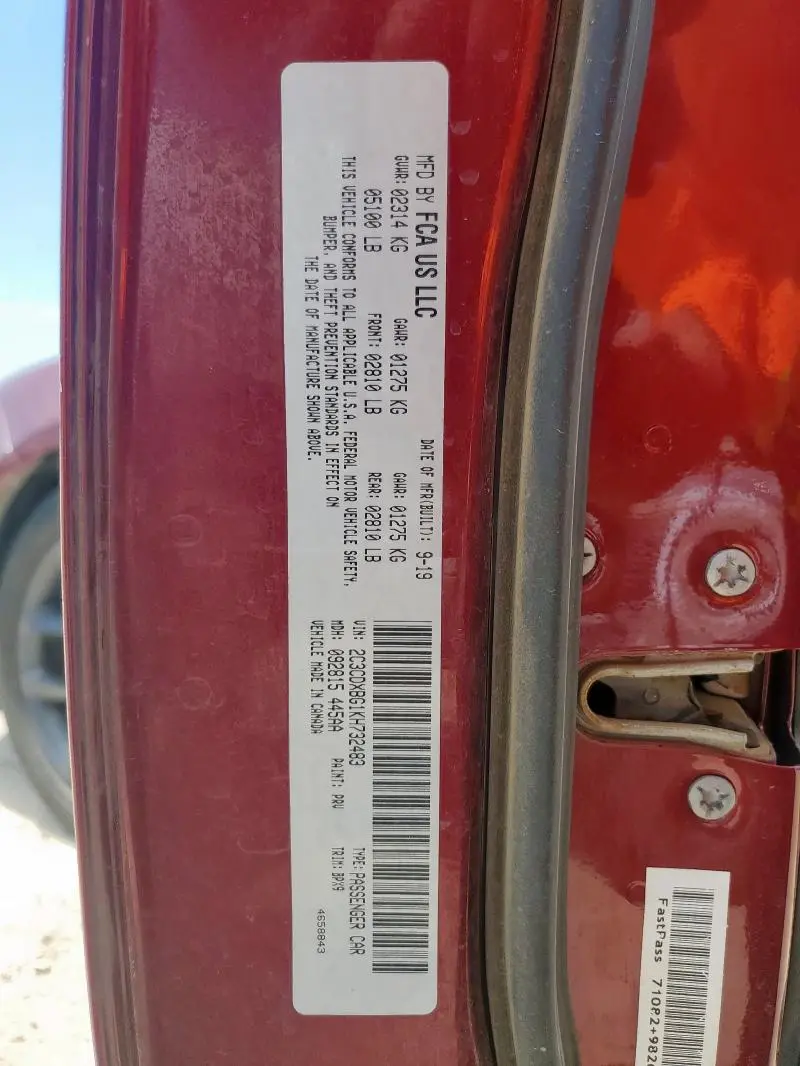 MFD BY FCA US LLC
DATE OF MFR(BUILT): 9-19
GVWR: 02314 KG
GAWR: 01275 KG
GAWR: 01275 KG
05100 LB
FRONT: 02810 LB
REAR: 02810 LB
THIS VEHICLE CONFORMS TO ALL APPLICABLE U.S.A. FEDERAL MOTOR VEHICLE SAFETY,
BUMPER, AND THEFT PREVENTION STANDARDS IN EFFECT ON
THE DATE OF MANUFACTURE SHOWN ABOVE.
VIN: 2C3CDXBG1KH732483
TYPE: PASSENGER CAR
MDH: 092815 445AA
PAINT: PRV
TRIM: BPX9
VEHICLE MADE IN CANADA
4658843
FastPass